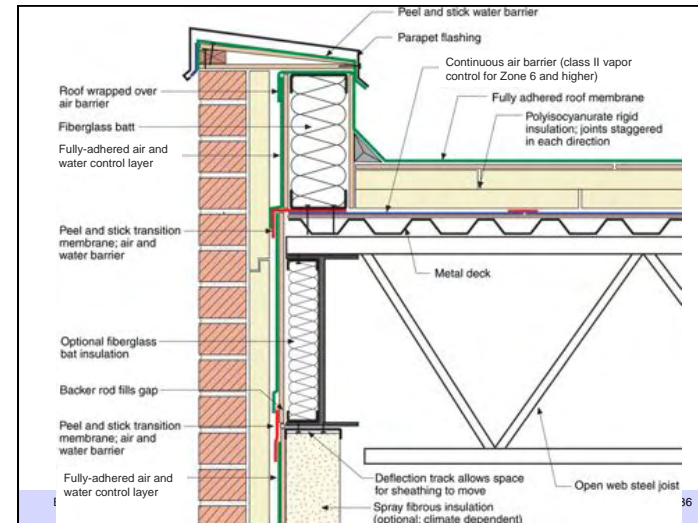 Peel and stick water barrier
Parapet flashing
Continuous air barrier (class II vapor
control for Zone 6 and higher)
Roof wrapped over
air barrier
Fully adhered roof membrane
Polyisocyanurate rigid
insulation; joints staggered
in each direction
Fiberglass batt
Fully-adhered air and
water control layer
Peel and stick transition
membrane; air and
water barrier
Metal deck
Optional fiberglass
bat insulation
Backer rod fills gap
Peel and stick transition
membrane; air and
water barrier
Fully-adhered air and
water control layer
Deflection track allows space
for sheathing to move
Open web steel joist
Spray fibrous insulation
(optional; climate dependent)